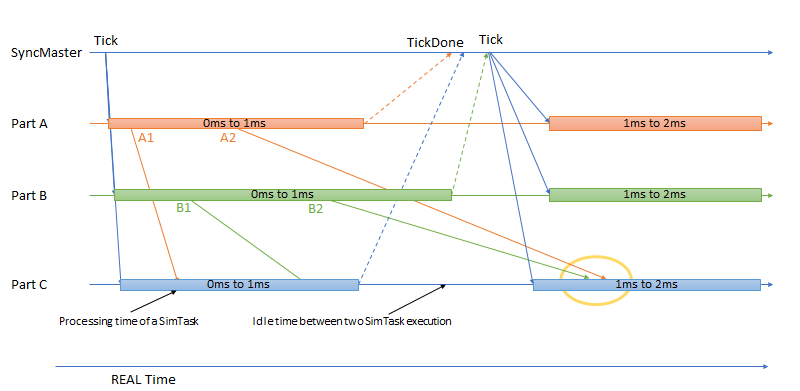 Tick
TickDone
Tick
SyncMaster
Part A
0ms to 1ms
1ms to 2ms
A1
A2
Part B
0ms to 1ms
1ms to 2ms
B1
B2
Part C
0ms to 1ms
1ms to 2ms
Processing time of a SimTask
Idle time between two SimTask execution
REAL Time